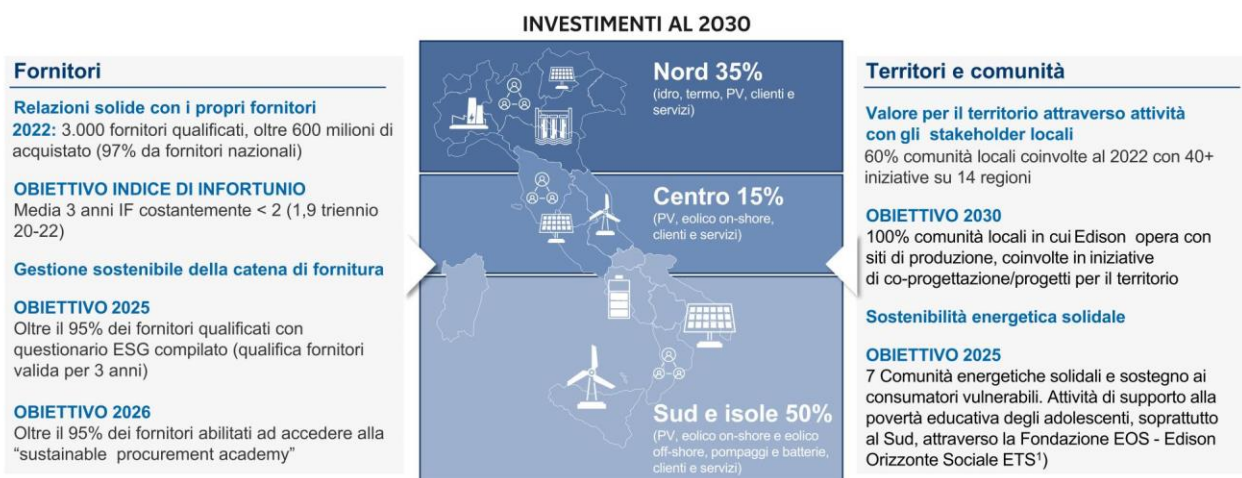 INVESTIMENTI AL 2030
Fornitori
Relazioni solide con i propri fornitori
2022: 3.000 fornitori qualificati, oltre 600 milioni di
acquistato (97% da fornitori nazionali)
OBIETTIVO INDICE DI INFORTUNIO
Media 3 anni IF costantemente < 2 (1,9 triennio
20-22)
Gestione sostenibile della catena di fornitura
OBIETTIVO 2025
Oltre il 95% dei fornitori qualificati con
questionario ESG compilato (qualifica fornitori
valida per 3 anni)
OBIETTIVO 2026
Oltre il 95% dei fornitori abilitati ad accedere alla
“sustainable procurement academy”
Nord 35%
(idro, termo, PV, clienti e
servizi)
Centro 15%
(PV, eolico on-shore,
clienti e servizi)
Sud e isole 50%
(PV, eolico on-shore e eolico
off-shore, pompaggi e batterie,
clienti e servizi)
Territori e comunità
Valore per il territorio attraverso attività
con gli stakeholder locali
60% comunità locali coinvolte al 2022 con 40+
iniziative su 14 regioni
OBIETTIVO 2030
100% comunità locali in cui Edison opera con
siti di produzione, coinvolte in iniziative
di co-progettazione/progetti per il territorio
Sostenibilità energetica solidale
OBIETTIVO 2025
7 Comunità energetiche solidali e sostegno ai
consumatori vulnerabili. Attività di supporto alla
povertà educativa degli adolescenti, soprattutto
al Sud, attraverso la Fondazione EOS - Edison
Orizzonte Sociale ETS¹)